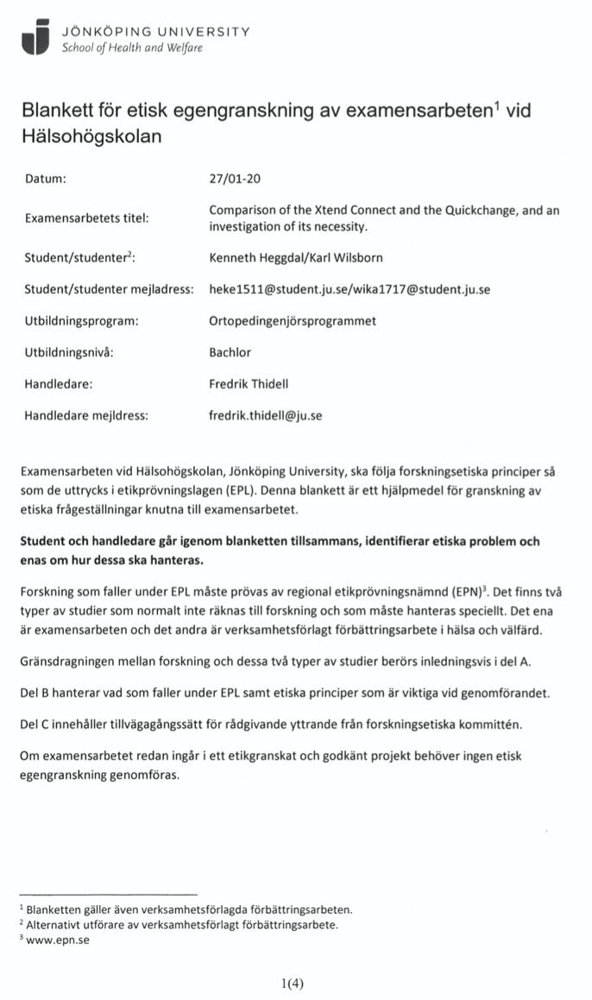 JÖNKÖPING UNIVERSITY
School of Health and Welfare
Blankett för etisk egengranskning av examensarbeten¹ vid
Hälsohögskolan
Datum: 27/01-20
Examensarbetets titel: Comparison of the Xtend Connect and the Quickchange, and an
investigation of its necessity.
Student/studenter²: Kenneth Heggdal/Karl Wilsborn
Student/studenter mejladress: heke1511@student.ju.se/wika1717@student.ju.se
Utbildningsprogram: Ortopedingenjörsprogrammet
Utbildningsnivå: Bachlor
Handledare: Fredrik Thidell
Handledare mejldress: fredrik.thidell@ju.se
Examensarbeten vid Hälsohögskolan, Jönköping University, ska följa forskningsetiska principer så
som de uttrycks i etikprövningslagen (EPL). Denna blankett är ett hjälpmedel för granskning av
etiska frågeställningar knutna till examensarbetet.
Student och handledare går igenom blanketten tillsammans, identifierar etiska problem och
enas om hur dessa ska hanteras.
Forskning som faller under EPL måste prövas av regional etikprövningsnämnd (EPN)³. Det finns två
typer av studier som normalt inte räknas till forskning och som måste hanteras speciellt. Det ena
är examensarbeten och det andra är verksamhetsförlagt förbättringsarbete i hälsa och välfärd.
Gränsdragningen mellan forskning och dessa två typer av studier berörs inledningsvis i del A.
Del B hanterar vad som faller under EPL samt etiska principer som är viktiga vid genomförandet.
Del C innehåller tillvägagångssätt för rådgivande yttrande från forskningsetiska kommittén.
Om examensarbetet redan ingår i ett etikgranskat och godkänt projekt behöver ingen etisk
egengranskning genomföras.
¹ Blanketten gäller även verksamhetsförlagda förbättringsarbeten.
² Alternativt utförare av verksamhetsförlagt förbättringsarbete.
³ www.epn.se
1(4)